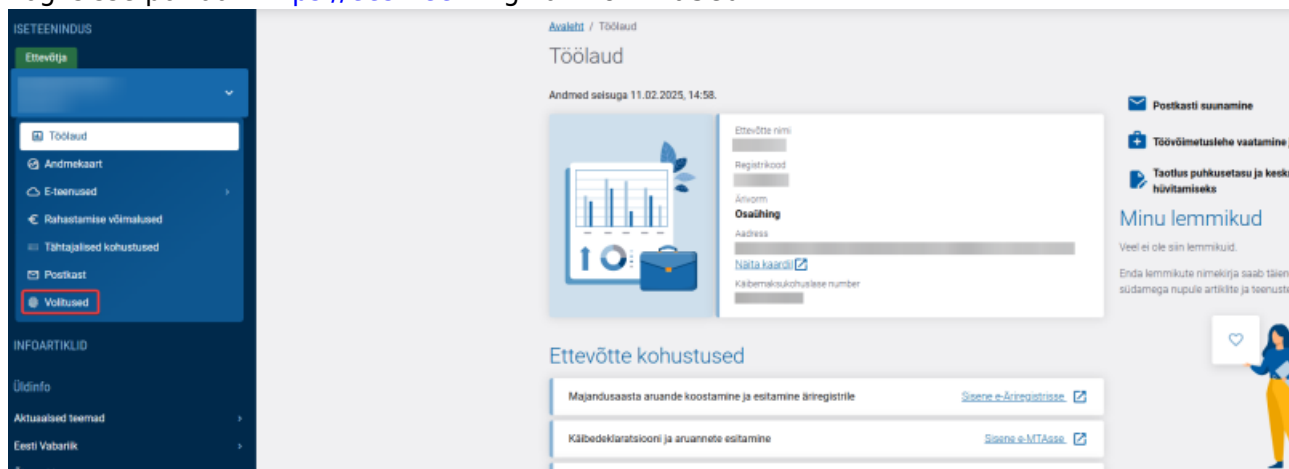 ISETEENINDUS
Ettevõtja
Töölaud
Andmekaart
E-teenused
Rahastamise võimalused
Tähtajalised kohustused
Postkast
Volitused
INFOARTIKLID
Üldinfo
Aktuaalsed teemad
Eesti Vabariik
Avaleht / Töölaud
Töölaud
Andmed seisuga 11.02.2025, 14:58.
Ettevõtte nimi
Registrikood
Ärivorm
Osaühing
Aadress
Näita kaardil
Käibemaksukohuslase number
Ettevõtte kohustused
Majandusaasta aruande koostamine ja esitamine äriregistrile
Sisene e-Äriregistrisse
Käibedeklaratsiooni ja aruannete esitamine
Sisene e-MTAsse
Postkasti suunamine
Töövõimetuslehe vaatamine j
Taotlus puhkusetasu ja kesk
hüvitamiseks
Minu lemmikud
Veel ei ole siin lemmikuid.
Enda lemmikute nimekirja saab täien
südamega nupule artiklite ja teenuste